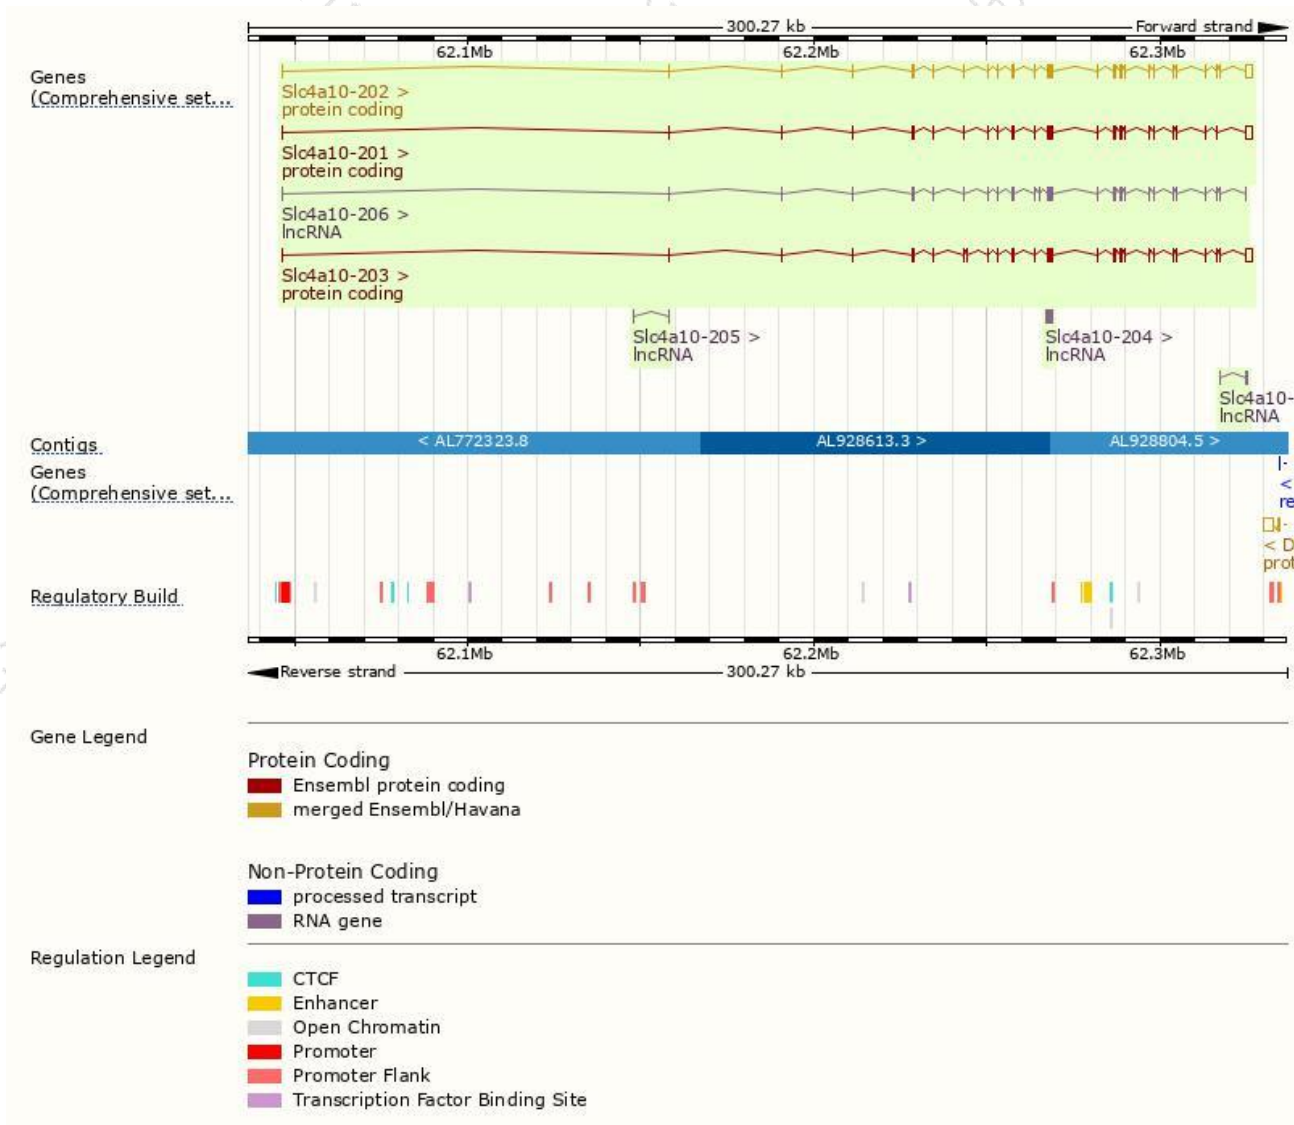 300.27 kb
Forward strand
62.1Mb 62.2Mb 62.3Mb
Genes
(Comprehensive set...
Slc4a10-202 >
protein coding
Slc4a10-201 >
protein coding
Slc4a10-206 >
lncRNA
Slc4a10-203 >
protein coding
Slc4a10-205 >
lncRNA
Slc4a10-204 >
lncRNA
Slc4a10-
lncRNA
Contigs
< AL772323.8
AL928613.3 >
AL928804.5 >
Genes
(Comprehensive set...
<
re
< D
prot
Regulatory Build
62.1Mb 62.2Mb 62.3Mb
Reverse strand
300.27 kb
Gene Legend
Protein Coding
Ensembl protein coding
merged Ensembl/Havana
Non-Protein Coding
processed transcript
RNA gene
Regulation Legend
CTCF
Enhancer
Open Chromatin
Promoter
Promoter Flank
Transcription Factor Binding Site